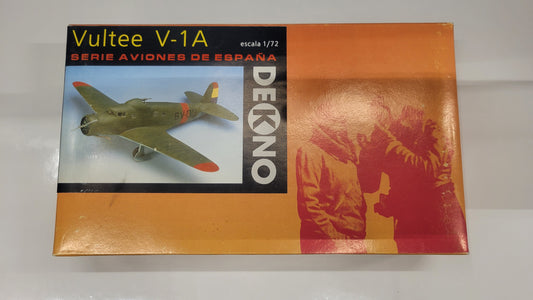 Vultee V-1A
escala 1/72
SERIE AVIONES DE ESPAÑA
DEKNO